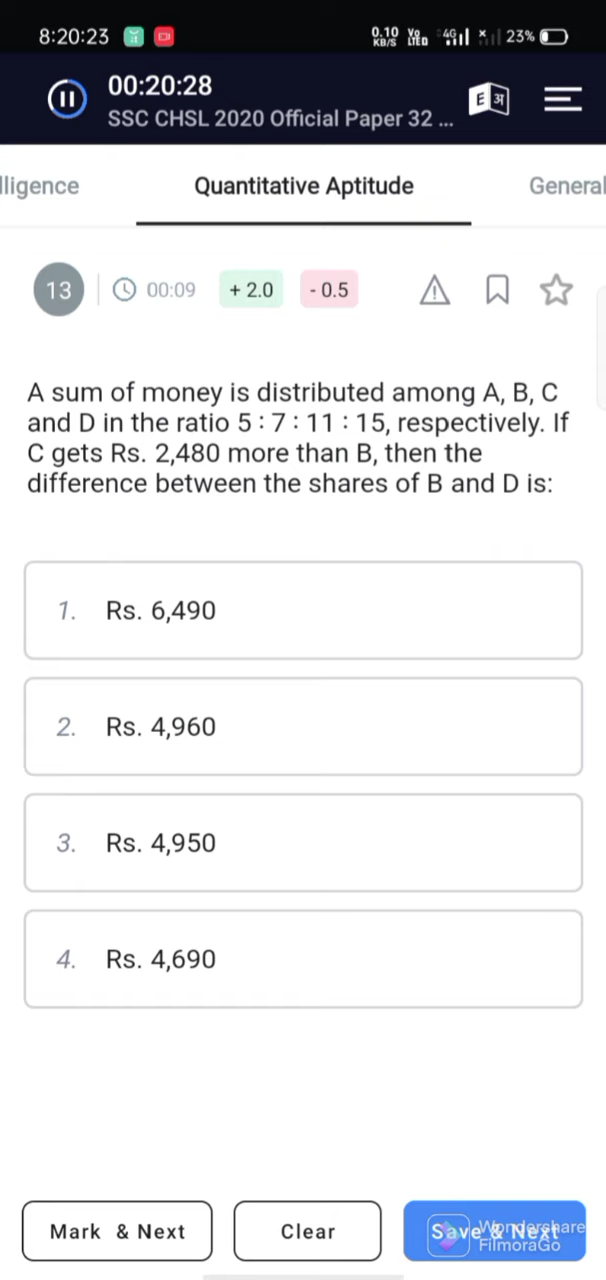 8:20:23 0.10 KB/S 4G 23%
00:20:28
SSC CHSL 2020 Official Paper 32 ...
E अ
lligence Quantitative Aptitude General
13 00:09 + 2.0 - 0.5
A sum of money is distributed among A, B, C
and D in the ratio 5 : 7 : 11 : 15, respectively. If
C gets Rs. 2,480 more than B, then the
difference between the shares of B and D is:
1. Rs. 6,490
2. Rs. 4,960
3. Rs. 4,950
4. Rs. 4,690
Mark & Next Clear Save & Next
Wondershare
FilmoraGo